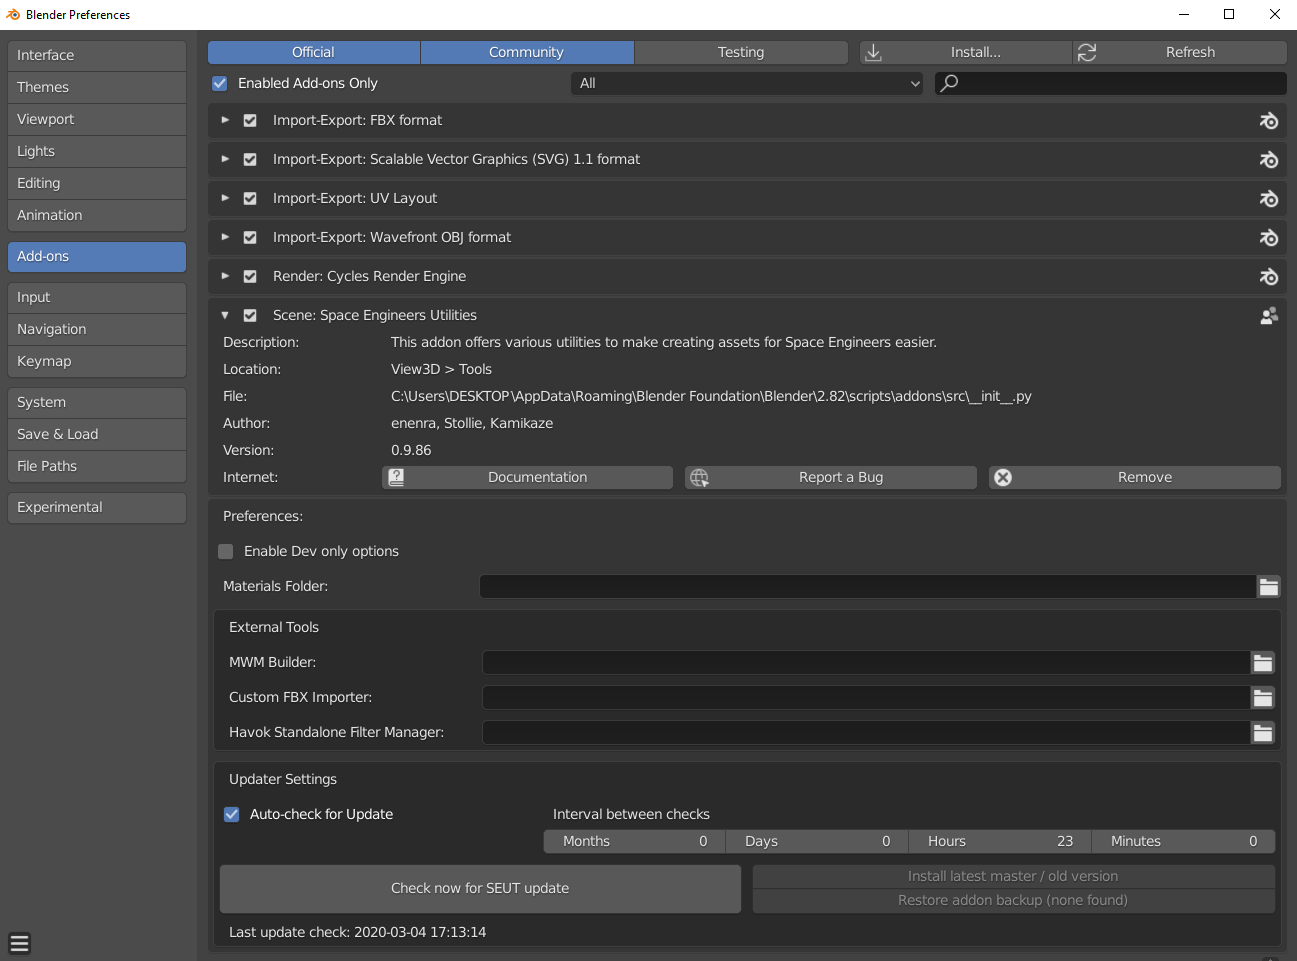 Blender Preferences
Interface
Themes
Viewport
Lights
Editing
Animation
Add-ons
Input
Navigation
Keymap
System
Save & Load
File Paths
Experimental
Official Community Testing Install... Refresh
Enabled Add-ons Only All
Import-Export: FBX format
Import-Export: Scalable Vector Graphics (SVG) 1.1 format
Import-Export: UV Layout
Import-Export: Wavefront OBJ format
Render: Cycles Render Engine
Scene: Space Engineers Utilities
Description: This addon offers various utilities to make creating assets for Space Engineers easier.
Location: View3D > Tools
File: C:\Users\DESKTOP\AppData\Roaming\Blender Foundation\Blender\2.82\scripts\addons\src\__init__.py
Author: enenra, Stollie, Kamikaze
Version: 0.9.86
Internet: Documentation Report a Bug Remove
Preferences:
Enable Dev only options
Materials Folder:
External Tools
MWM Builder:
Custom FBX Importer:
Havok Standalone Filter Manager:
Updater Settings
Auto-check for Update Interval between checks
Months 0 Days 0 Hours 23 Minutes 0
Check now for SEUT update
Install latest master / old version
Restore addon backup (none found)
Last update check: 2020-03-04 17:13:14